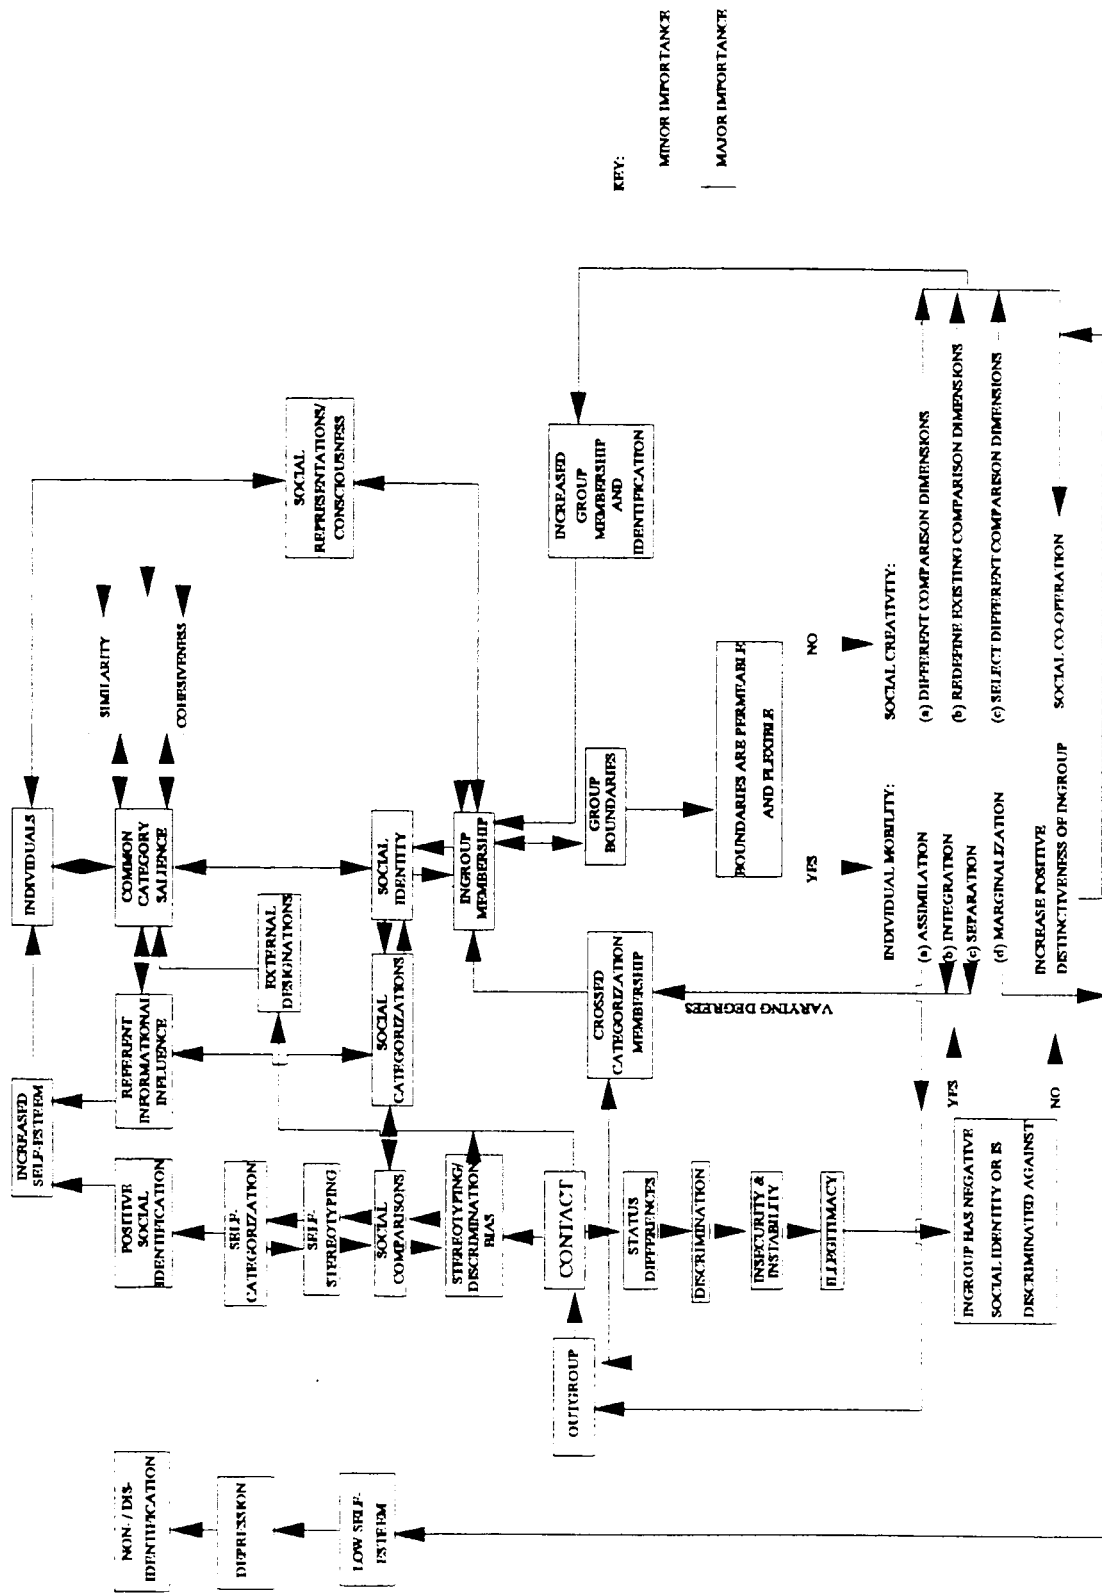 NON- / DIS-
IDENTIFICATION
DEPRESSION
LOW SELF-
ESTEEM
INCREASED
SELF-ESTEEM
INDIVIDUALS
POSITIVE
SOCIAL
IDENTIFICATION
REFERENT
INFORMATIONAL
INFLUENCE
COMMON
CATEGORY
SALIENCE
SIMILARITY
COHESIVENESS
SELF-
CATEGORIZATION
EXTERNAL
DESIGNATIONS
SELF-
STEREOTYPING
SOCIAL
REPRESENTATIONS/
CONSCIOUSNESS
SOCIAL
COMPARISONS
SOCIAL
CATEGORIZATIONS
SOCIAL
IDENTITY
STEREOTYPING/
DISCRIMINATION
BIAS
INGROUP
MEMBERSHIP
OUTGROUP
CONTACT
CROSSED
CATEGORIZATION
MEMBERSHIP
GROUP
BOUNDARIES
INCREASED
GROUP
MEMBERSHIP
AND
IDENTIFICATION
STATUS
DIFFERENCES
DISCRIMINATION
INSECURITY &
INSTABILITY
ILLEGITIMACY
VARYING DEGREES
BOUNDARIES ARE PERMEABLE
AND FLEXIBLE
YES
NO
KEY:
MINOR IMPORTANCE
MAJOR IMPORTANCE
INDIVIDUAL MOBILITY:
(a) ASSIMILATION
(b) INTEGRATION
(c) SEPARATION
(d) MARGINALIZATION
SOCIAL CREATIVITY:
(a) DIFFERENT COMPARISON DIMENSIONS
(b) REDEFINE EXISTING COMPARISON DIMENSIONS
(c) SELECT DIFFERENT COMPARISON DIMENSIONS
INGROUP HAS NEGATIVE
SOCIAL IDENTITY OR IS
DISCRIMINATED AGAINST
YES
NO
INCREASE POSITIVE
DISTINCTIVENESS OF INGROUP
SOCIAL CO-OPERATION